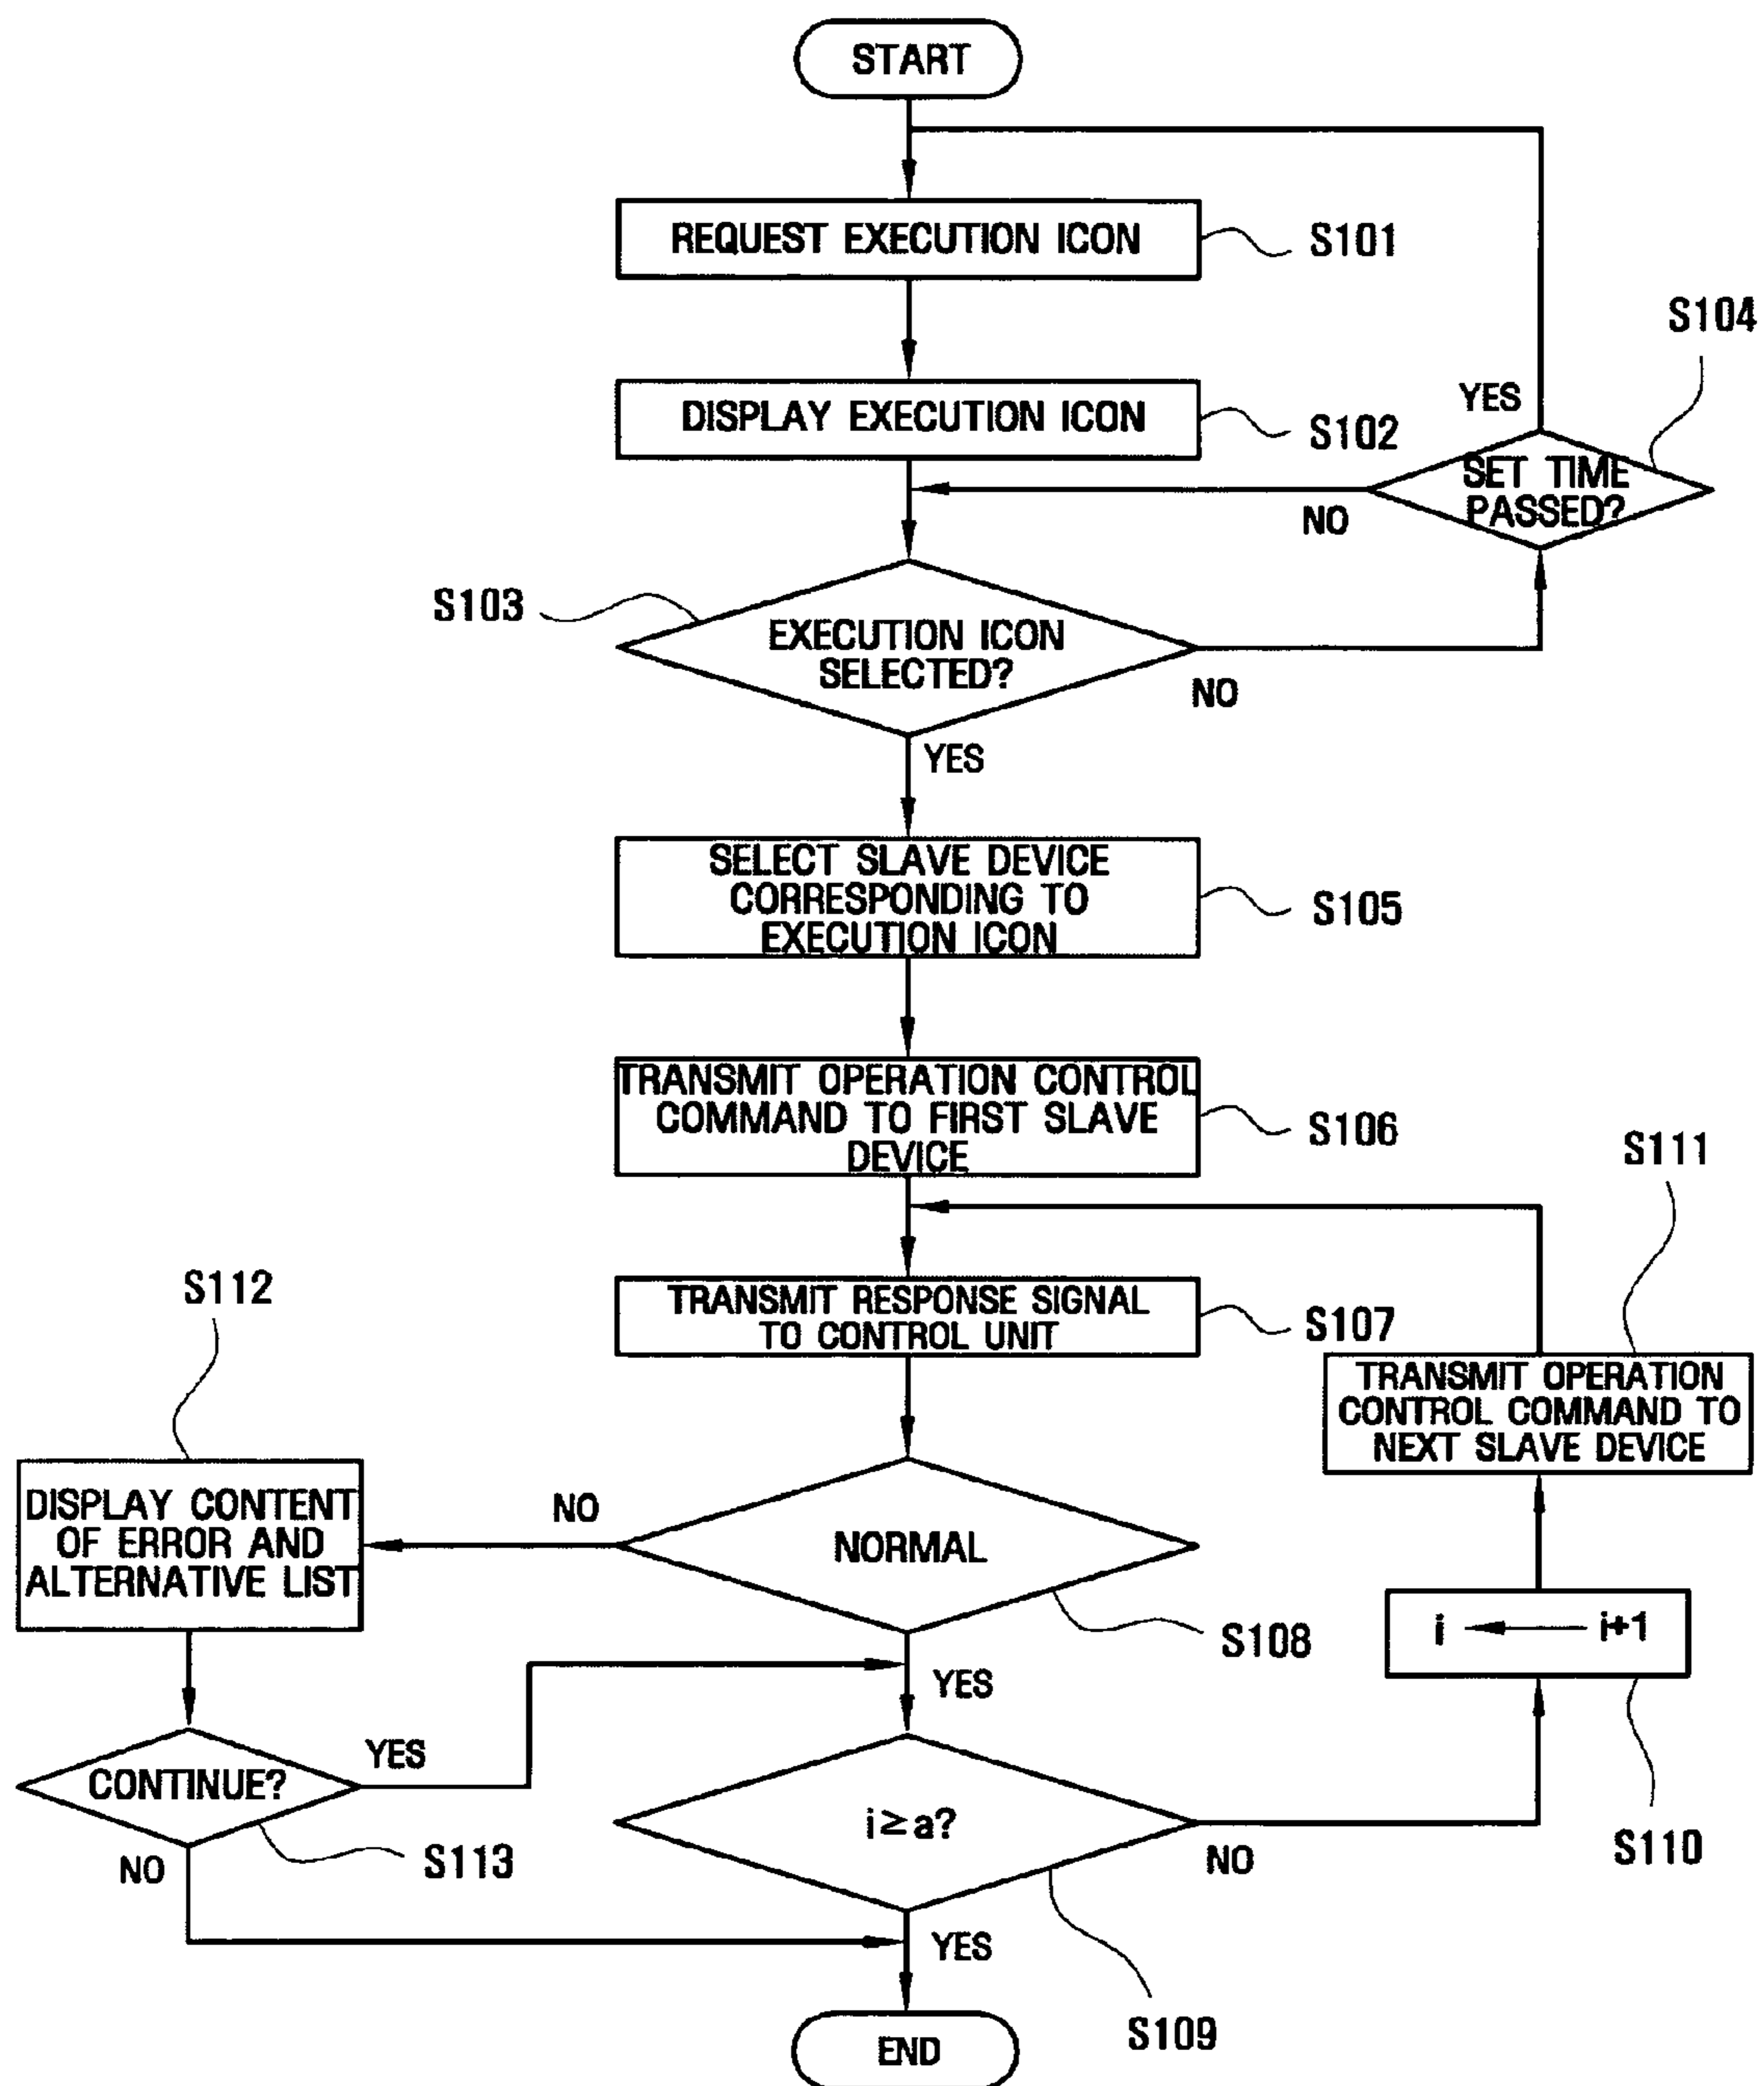 START
REQUEST EXECUTION ICON
S101
S104
DISPLAY EXECUTION ICON
S102
YES
SET TIME
PASSED?
NO
S103
EXECUTION ICON
SELECTED?
NO
YES
SELECT SLAVE DEVICE
CORRESPONDING TO
EXECUTION ICON
S105
TRANSMIT OPERATION CONTROL
COMMAND TO FIRST SLAVE
DEVICE
S106
S111
S112
TRANSMIT RESPONSE SIGNAL
TO CONTROL UNIT
S107
TRANSMIT OPERATION
CONTROL COMMAND TO
NEXT SLAVE DEVICE
DISPLAY CONTENT
OF ERROR AND
ALTERNATIVE LIST
NO
NORMAL
S108
i ← i+1
YES
CONTINUE?
YES
i≥a?
NO
S110
NO
S113
YES
S109
END